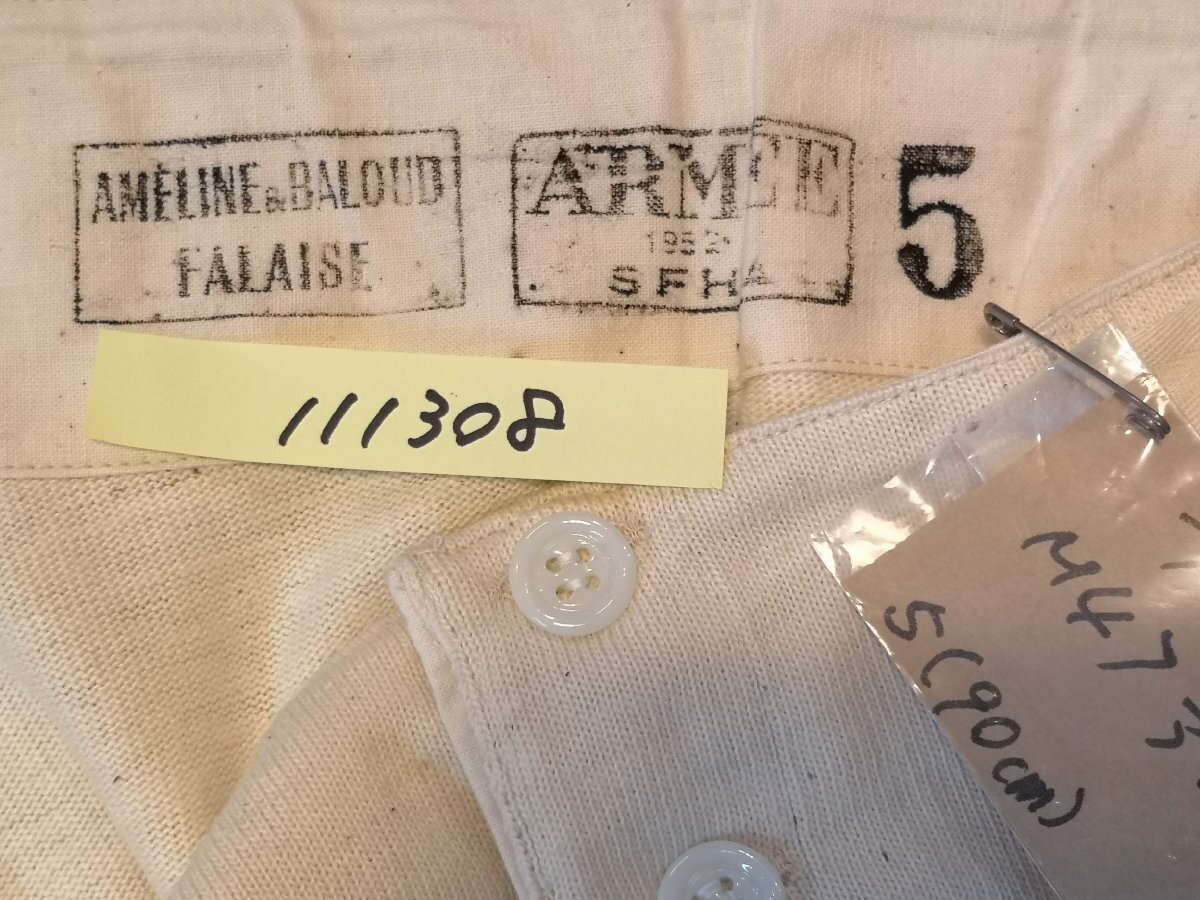 AMÉLINE & BALOUD
FALAISE
ARMÉE
1952
SFHA
5
111308
M47
5(90cm)